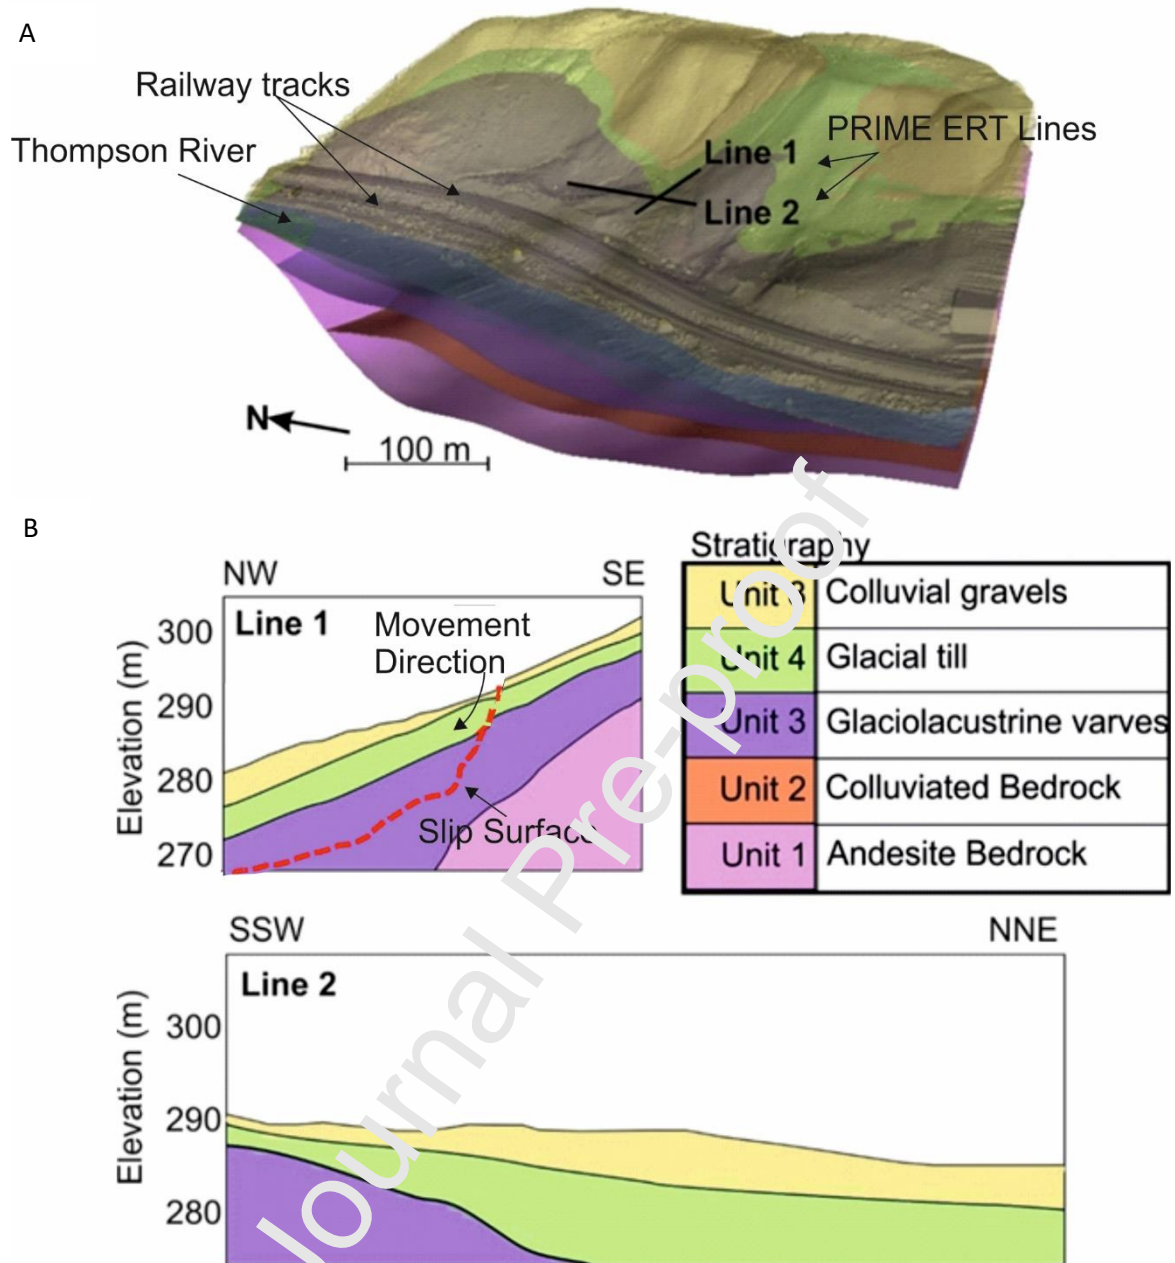 A
Railway tracks
Thompson River
PRIME ERT Lines
Line 1
Line 2
N
100 m
B
Stratigraphy
NW
SE
Line 1
Movement
Direction
Slip Surface
Elevation (m)
300
290
280
270
Unit 8 Colluvial gravels
Unit 4 Glacial till
Unit 3 Glaciolacustrine varves
Unit 2 Colluviated Bedrock
Unit 1 Andesite Bedrock
SSW
NNE
Line 2
Elevation (m)
300
290
280
Journal Pre-proof